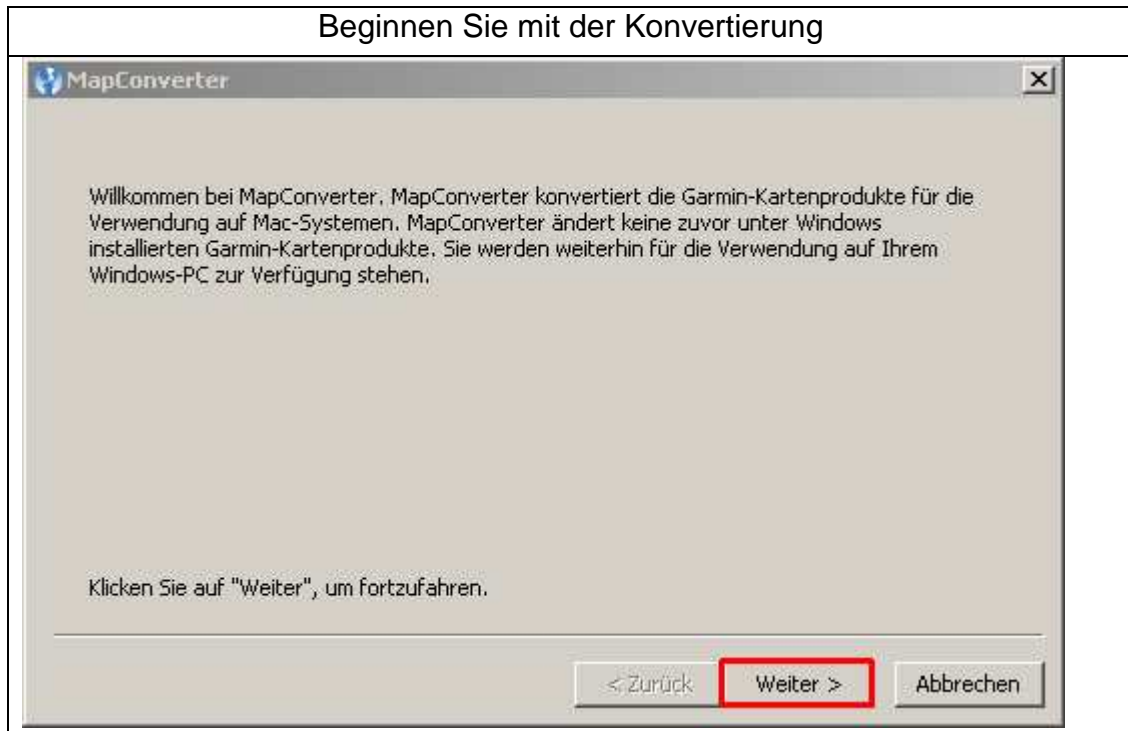 Beginnen Sie mit der Konvertierung
MapConverter
Willkommen bei MapConverter. MapConverter konvertiert die Garmin-Kartenprodukte für die
Verwendung auf Mac-Systemen. MapConverter ändert keine zuvor unter Windows
installierten Garmin-Kartenprodukte. Sie werden weiterhin für die Verwendung auf Ihrem
Windows-PC zur Verfügung stehen.
Klicken Sie auf "Weiter", um fortzufahren.
< Zurück Weiter > Abbrechen